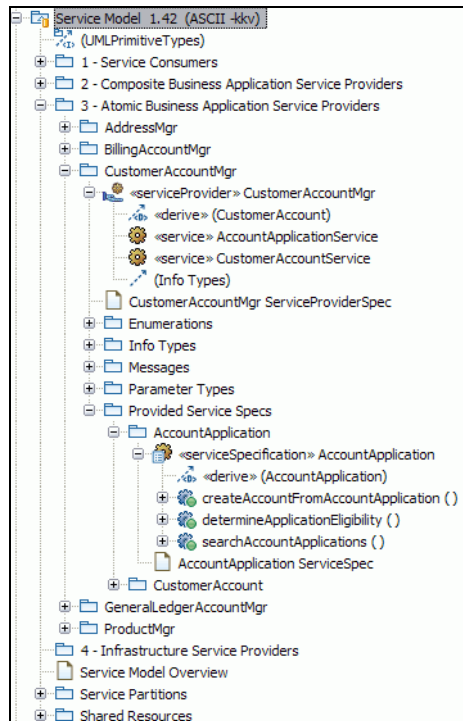 Service Model 1.42 (ASCII -kkv)
(UMLPrimitiveTypes)
1 - Service Consumers
2 - Composite Business Application Service Providers
3 - Atomic Business Application Service Providers
AddressMgr
BillingAccountMgr
CustomerAccountMgr
«serviceProvider» CustomerAccountMgr
«derive» (CustomerAccount)
«service» AccountApplicationService
«service» CustomerAccountService
(Info Types)
CustomerAccountMgr ServiceProviderSpec
Enumerations
Info Types
Messages
Parameter Types
Provided Service Specs
AccountApplication
«serviceSpecification» AccountApplication
«derive» (AccountApplication)
createAccountFromAccountApplication ( )
determineApplicationEligibility ( )
searchAccountApplications ( )
AccountApplication ServiceSpec
CustomerAccount
GeneralLedgerAccountMgr
ProductMgr
4 - Infrastructure Service Providers
Service Model Overview
Service Partitions
Shared Resources